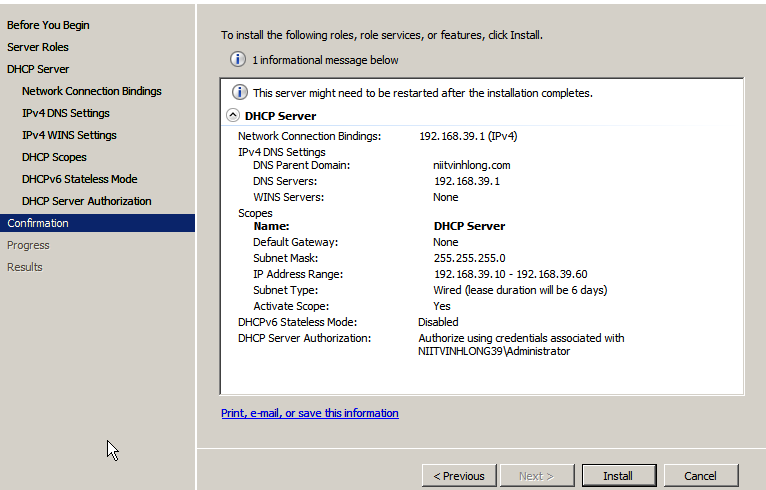 Before You Begin
Server Roles
DHCP Server
Network Connection Bindings
IPv4 DNS Settings
IPv4 WINS Settings
DHCP Scopes
DHCPv6 Stateless Mode
DHCP Server Authorization
Confirmation
Progress
Results
To install the following roles, role services, or features, click Install.
1 informational message below
This server might need to be restarted after the installation completes.
DHCP Server
Network Connection Bindings: 192.168.39.1 (IPv4)
IPv4 DNS Settings
DNS Parent Domain: niitvinhlong.com
DNS Servers: 192.168.39.1
WINS Servers: None
Scopes
Name: DHCP Server
Default Gateway: None
Subnet Mask: 255.255.255.0
IP Address Range: 192.168.39.10 - 192.168.39.60
Subnet Type: Wired (lease duration will be 6 days)
Activate Scope: Yes
DHCPv6 Stateless Mode: Disabled
DHCP Server Authorization: Authorize using credentials associated with
NIITVINHLONG39\Administrator
Print, e-mail, or save this information
< Previous Next > Install Cancel